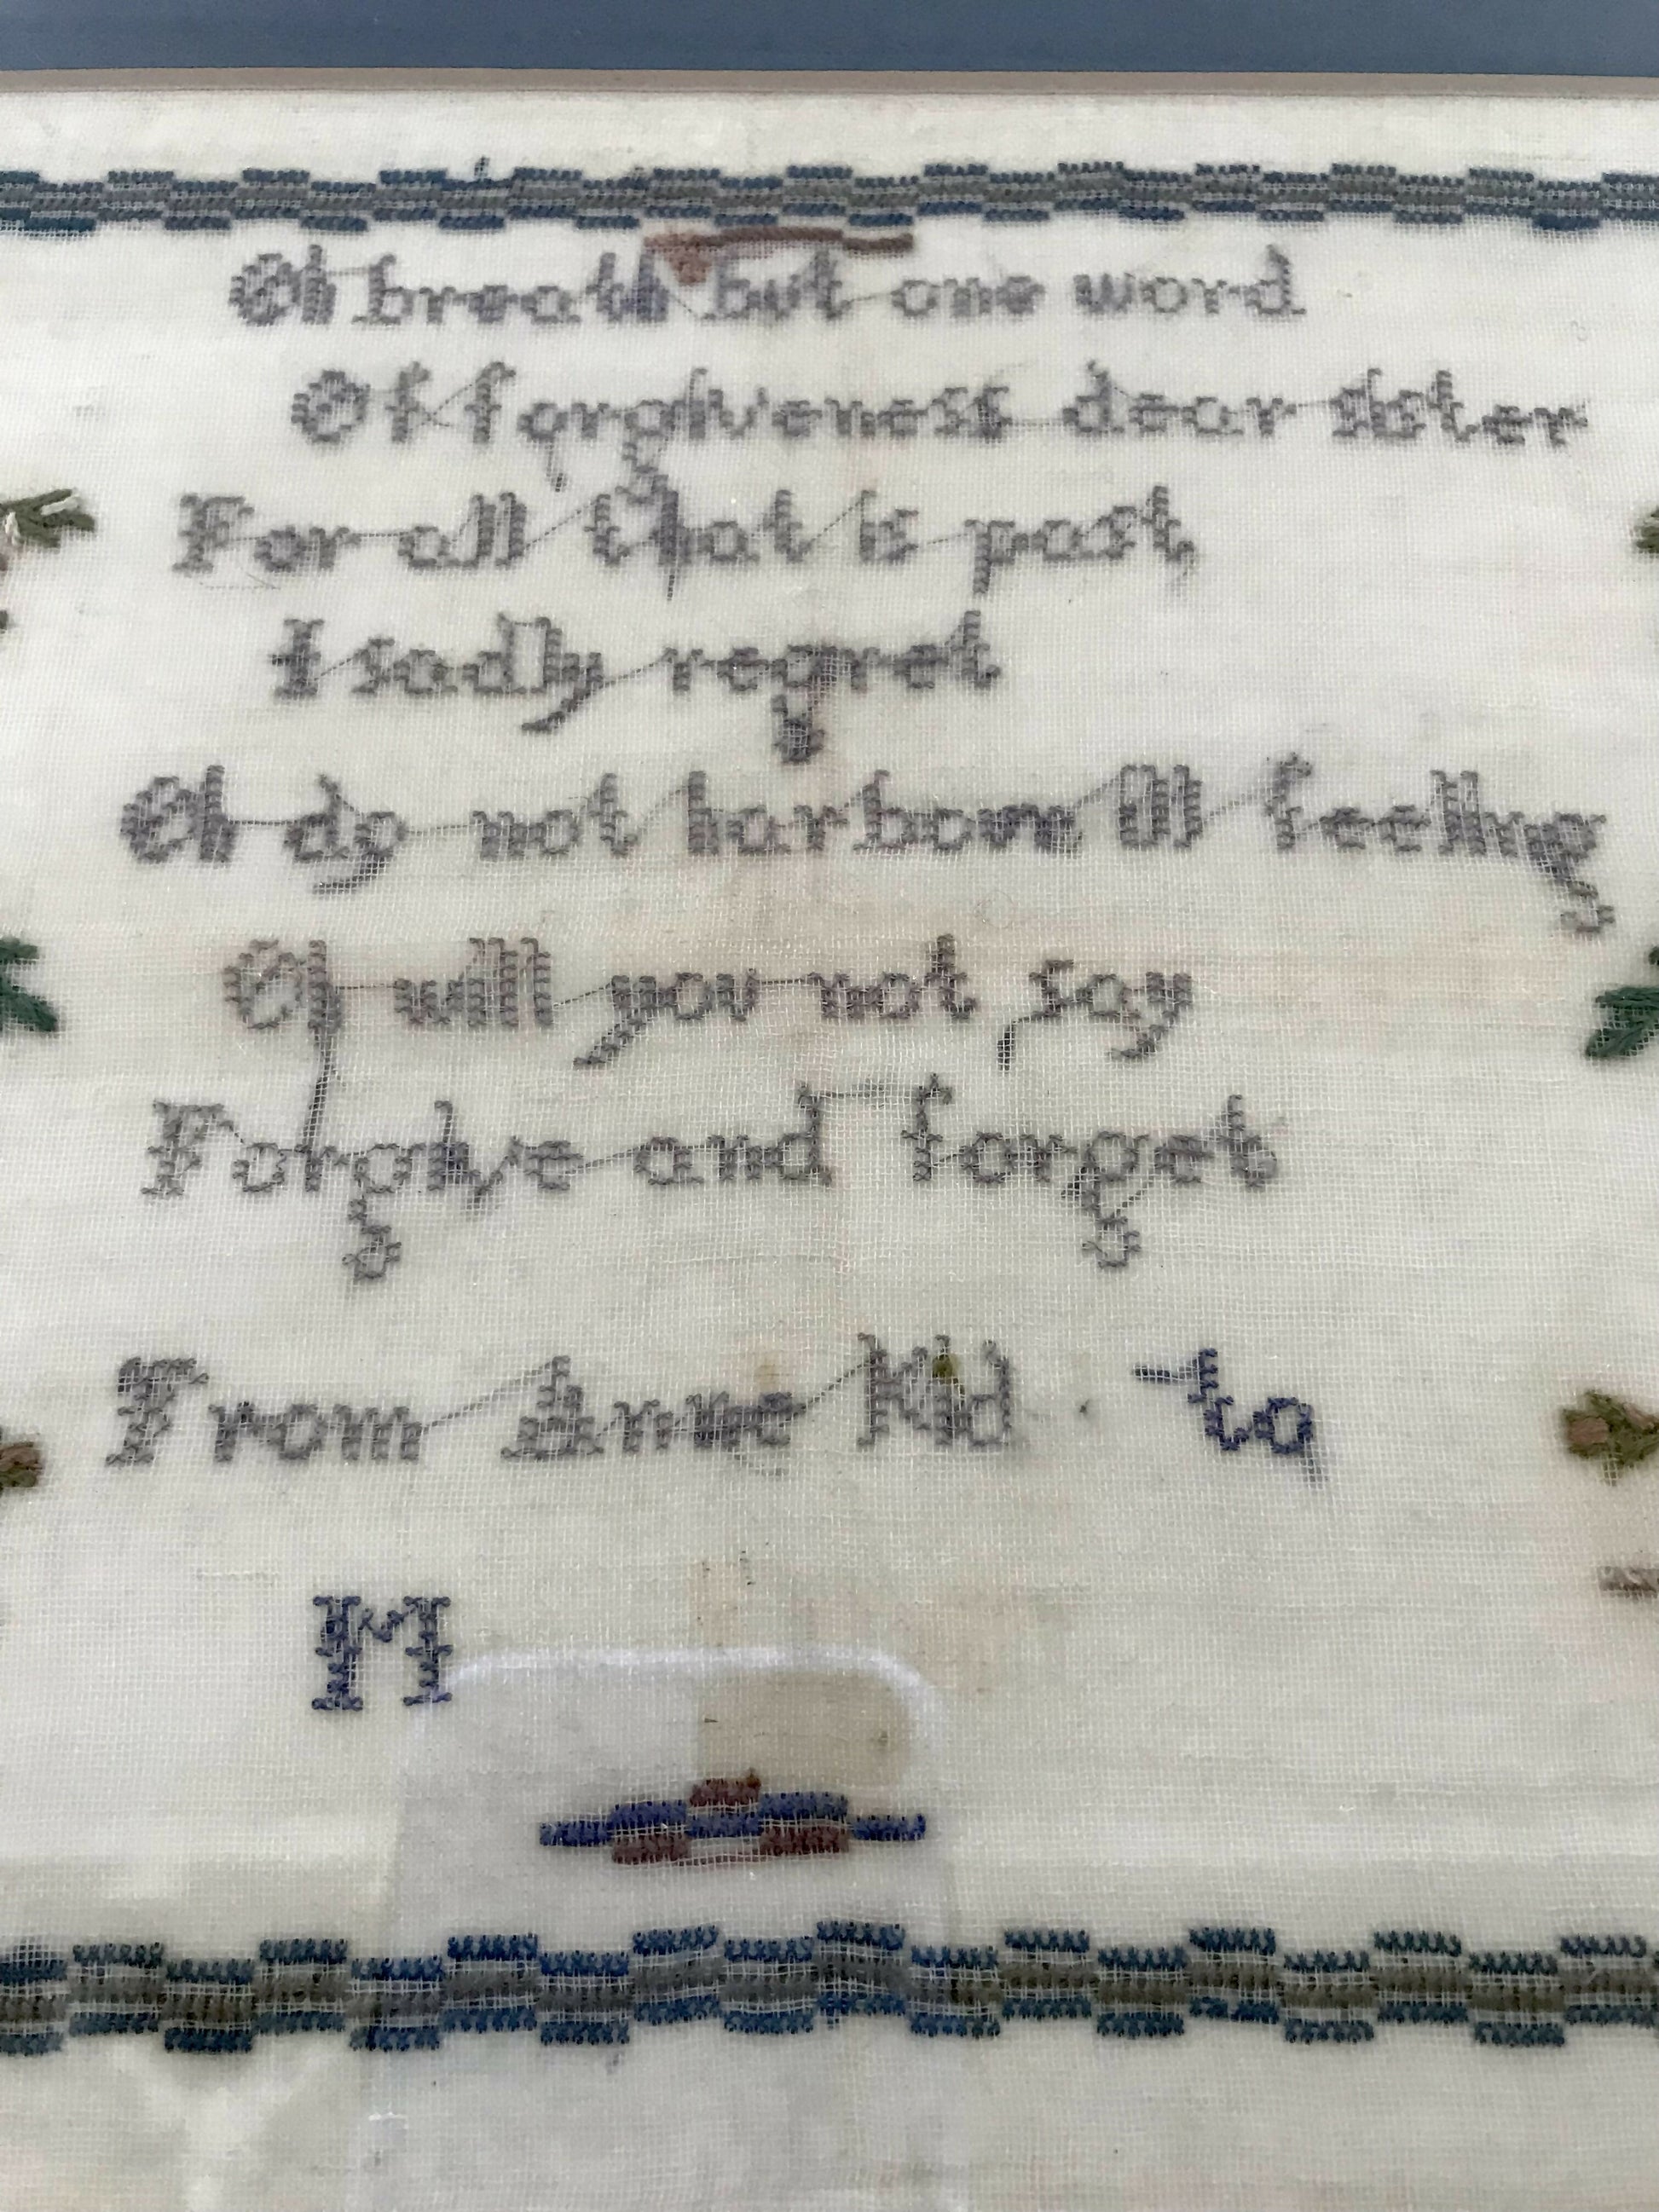 Oh breath but one word
Of forgiveness dear sister
For all that is past
I sadly regret
Oh do not harbour ill feeling
Oh will you not say
Forgive and forget
From Anne Kid to
M